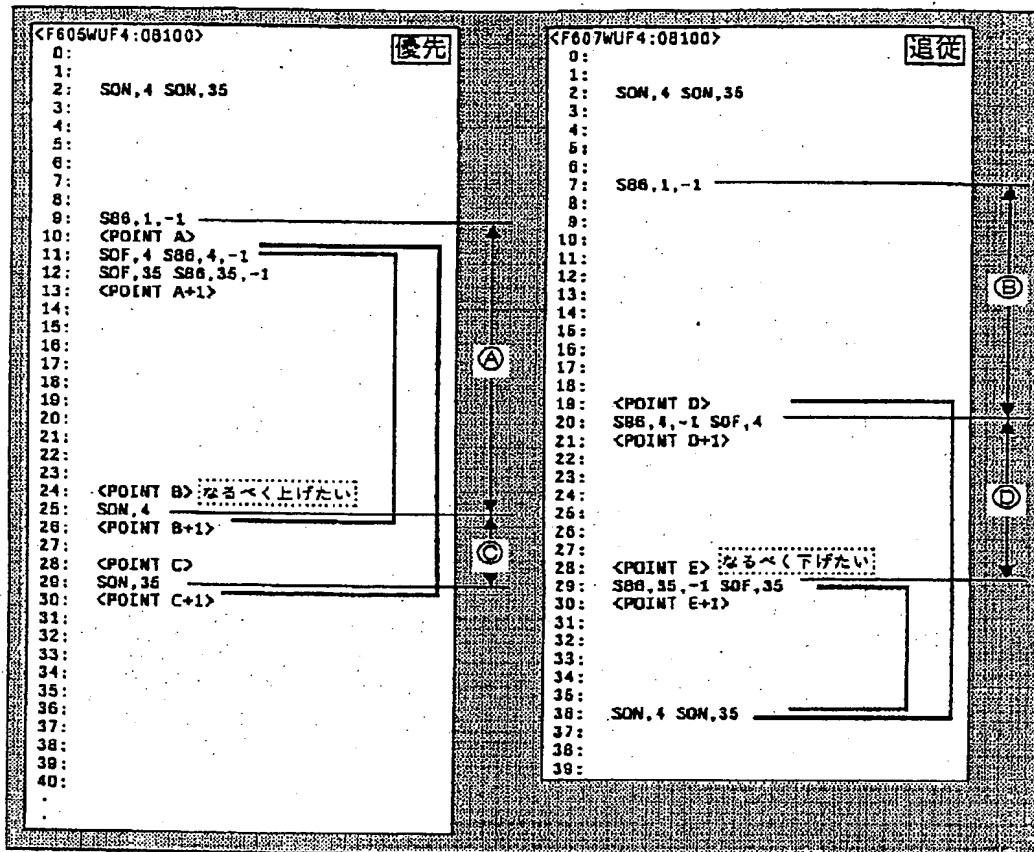 <F605WUF4:08100>
優先
0:
1:
2: SON,4 SON,35
3:
4:
5:
6:
7:
8:
9: S86,1,-1
10: <POINT A>
11: SOF,4 S86,4,-1
12: SOF,35 S86,35,-1
13: <POINT A+1>
14:
15:
16:
17:
18:
19:
20:
21:
22:
23:
24: <POINT B> なるべく上げたい
25: SON,4
26: <POINT B+1>
27:
28: <POINT C>
29: SON,35
30: <POINT C+1>
31:
32:
33:
34:
35:
36:
37:
38:
39:
40:
Ⓐ
Ⓒ
<F607WUF4:08100>
追従
0:
1:
2: SON,4 SON,35
3:
4:
5:
6:
7: S86,1,-1
8:
9:
10:
11:
12:
13:
14:
15:
16:
17:
18:
19: <POINT D>
20: S86,4,-1 SOF,4
21: <POINT D+1>
22:
23:
24:
25:
26:
27:
28: <POINT E> なるべく下げたい
29: S86,35,-1 SOF,35
30: <POINT E+1>
31:
32:
33:
34:
35:
36: SON,4 SON,35
37:
38:
39:
Ⓑ
Ⓓ